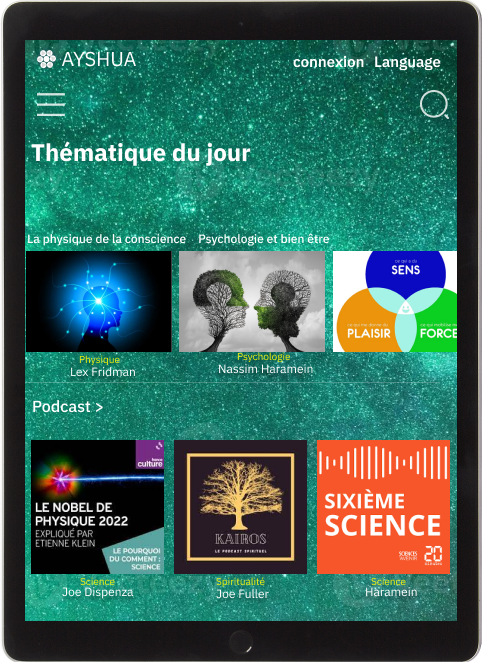 AYSHUA
connexion Language
Thématique du jour
La physique de la conscience Psychologie et bien être
SENS
PLAISIR
FORCE
Physique
Lex Fridman
Psychologie
Nassim Haramein
Podcast >
france
culture
LE NOBEL DE
PHYSIQUE 2022
EXPLIQUÉ PAR
ETIENNE KLEIN
LE POURQUOI
DU COMMENT :
SCIENCE
KAIROS
LE PODCAST SPIRITUEL
SIXIÈME
SCIENCE
SCIENCES
AVENIR
20
Science
Joe Dispenza
Spiritualité
Joe Fuller
Science
Haramein